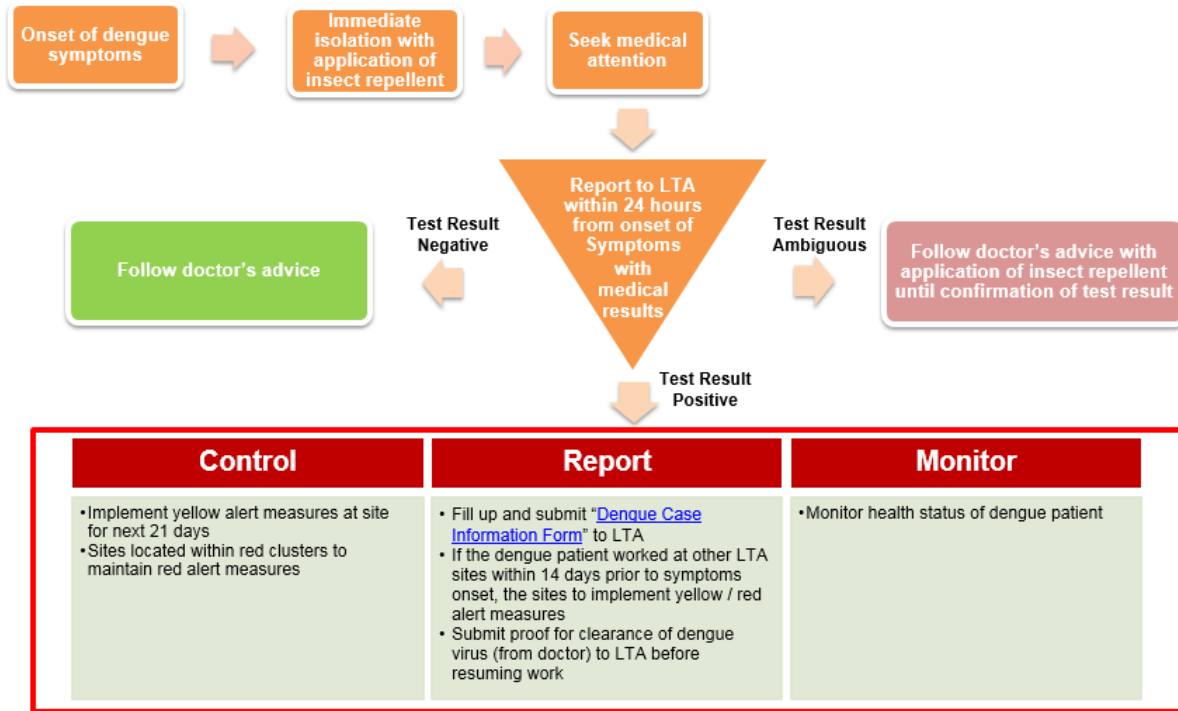 Onset of dengue
symptoms
Immediate
isolation with
application of
insect repellent
Seek medical
attention
Report to LTA
within 24 hours
from onset of
Symptoms
with
medical
results
Test Result
Negative
Follow doctor's advice
Test Result
Ambiguous
Follow doctor's advice with
application of insect repellent
until confirmation of test result
Test Result
Positive
Control
•Implement yellow alert measures at site
for next 21 days
•Sites located within red clusters to
maintain red alert measures
Report
• Fill up and submit “Dengue Case
Information Form” to LTA
• If the dengue patient worked at other LTA
sites within 14 days prior to symptoms
onset, the sites to implement yellow / red
alert measures
• Submit proof for clearance of dengue
virus (from doctor) to LTA before
resuming work
Monitor
•Monitor health status of dengue patient